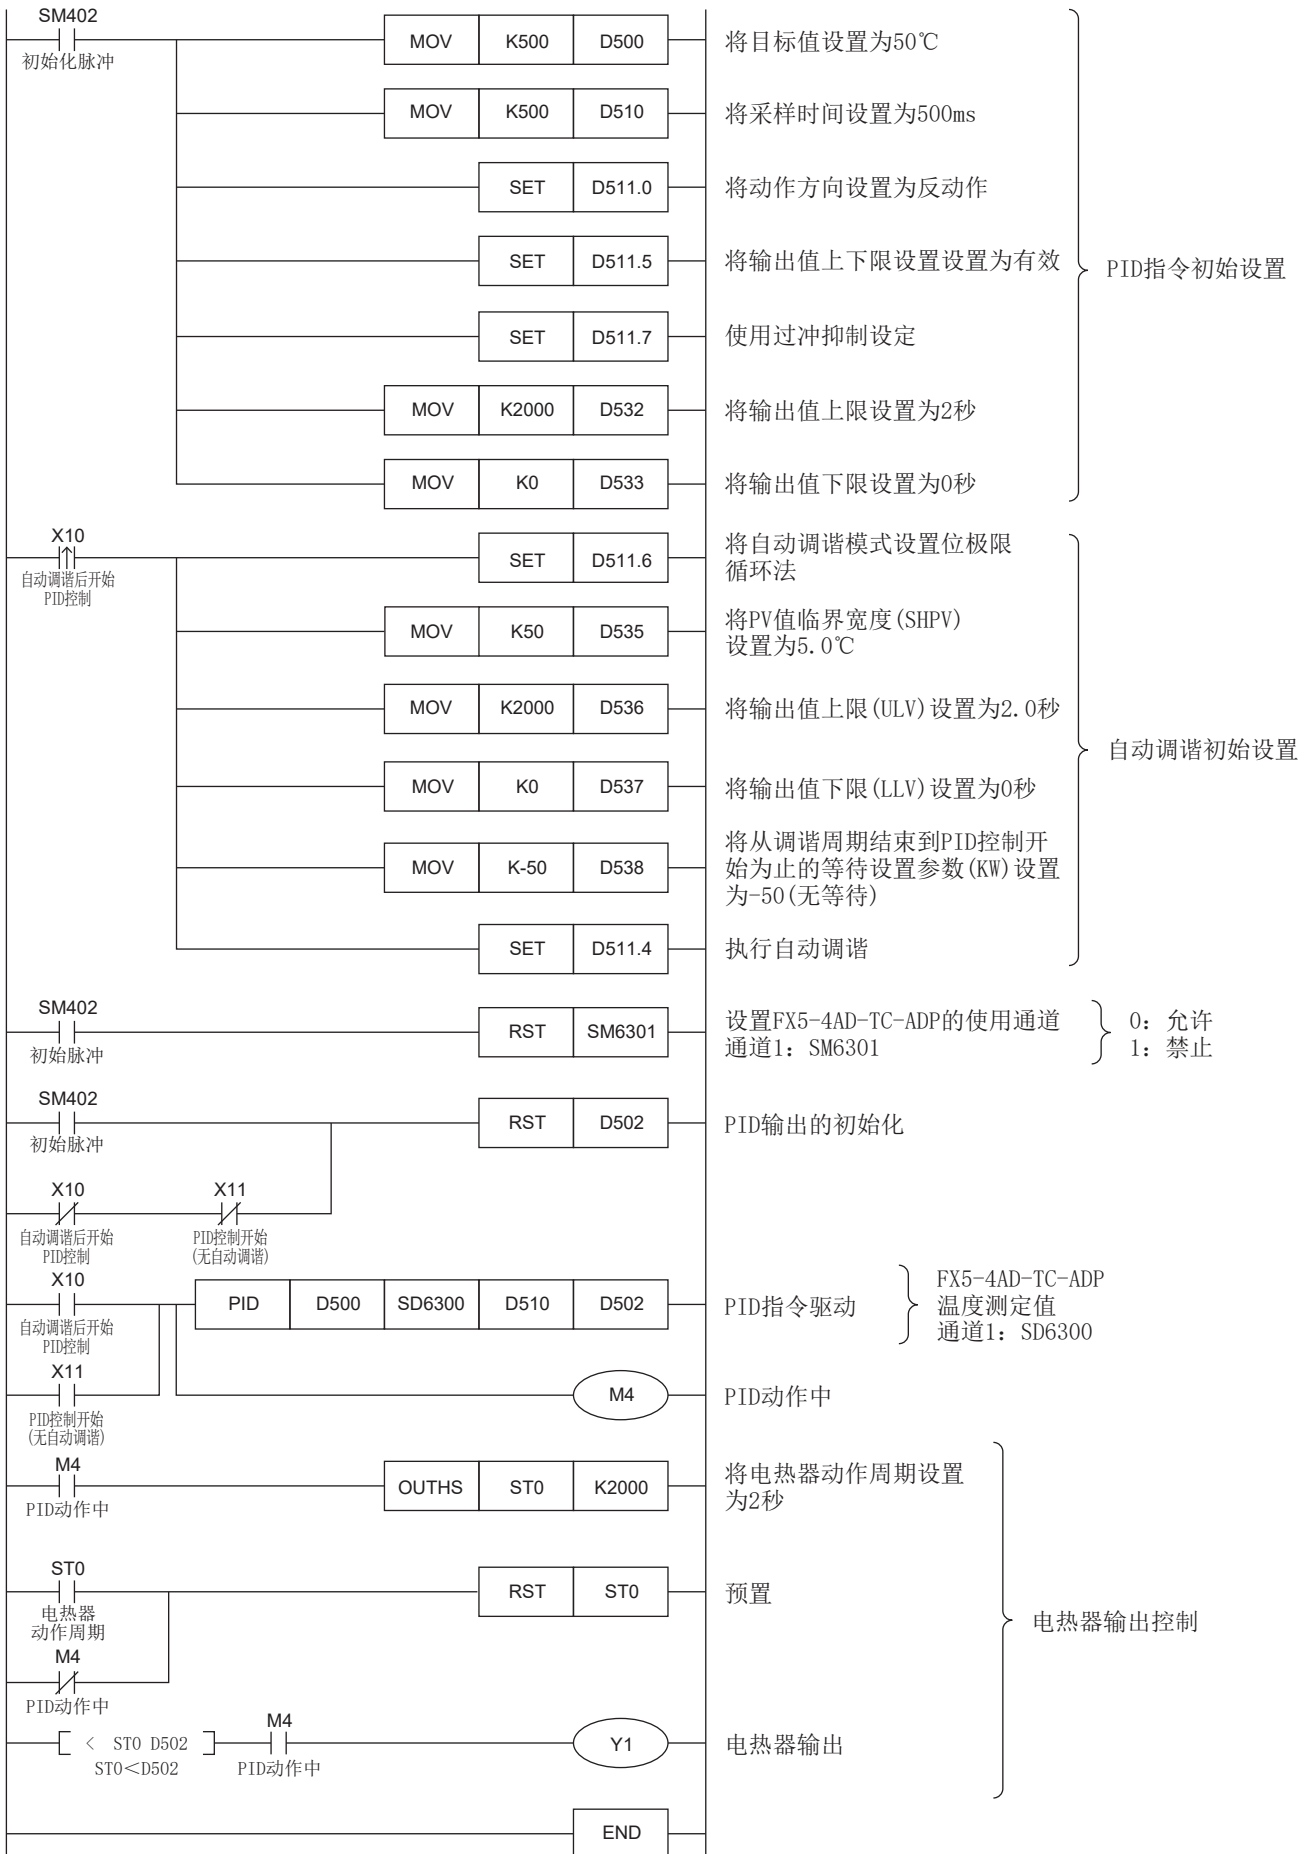 SM402
初始化脉冲
MOV K500 D500
将目标值设置为50℃
MOV K500 D510
将采样时间设置为500ms
SET D511.0
将动作方向设置为反动作
SET D511.5
将输出值上下限设置设置为有效
PID指令初始设置
SET D511.7
使用过冲抑制设定
MOV K2000 D532
将输出值上限设置为2秒
MOV K0 D533
将输出值下限设置为0秒
X10
自动调谐后开始
PID控制
SET D511.6
将自动调谐模式设置位极限
循环法
MOV K50 D535
将PV值临界宽度(SHPV)
设置为5.0℃
MOV K2000 D536
将输出值上限(ULV)设置为2.0秒
自动调谐初始设置
MOV K0 D537
将输出值下限(LLV)设置为0秒
MOV K-50 D538
将从调谐周期结束到PID控制开
始为止的等待设置参数(KW)设置
为-50(无等待)
SET D511.4
执行自动调谐
SM402
初始脉冲
RST SM6301
设置FX5-4AD-TC-ADP的使用通道
通道1：SM6301
0：允许
1：禁止
SM402
初始脉冲
RST D502
PID输出的初始化
X10
自动调谐后开始
PID控制
X11
PID控制开始
(无自动调谐)
X10
自动调谐后开始
PID控制
PID D500 SD6300 D510 D502
PID指令驱动
FX5-4AD-TC-ADP
温度测定值
通道1：SD6300
X11
PID控制开始
(无自动调谐)
M4
PID动作中
M4
PID动作中
OUTHS ST0 K2000
将电热器动作周期设置
为2秒
ST0
电热器
动作周期
RST ST0
预置
电热器输出控制
M4
PID动作中
< ST0 D502
ST0＜D502
M4
PID动作中
Y1
电热器输出
END